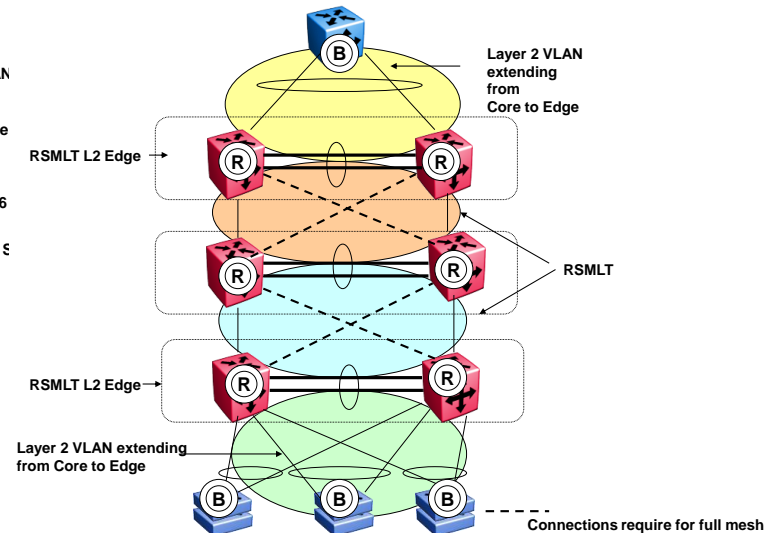 B
Layer 2 VLAN
extending
from
Core to Edge
N
e
RSMLT L2 Edge
R
R
6
S
R
R
RSMLT
RSMLT L2 Edge
R
R
Layer 2 VLAN extending
from Core to Edge
B
B
B
Connections require for full mesh